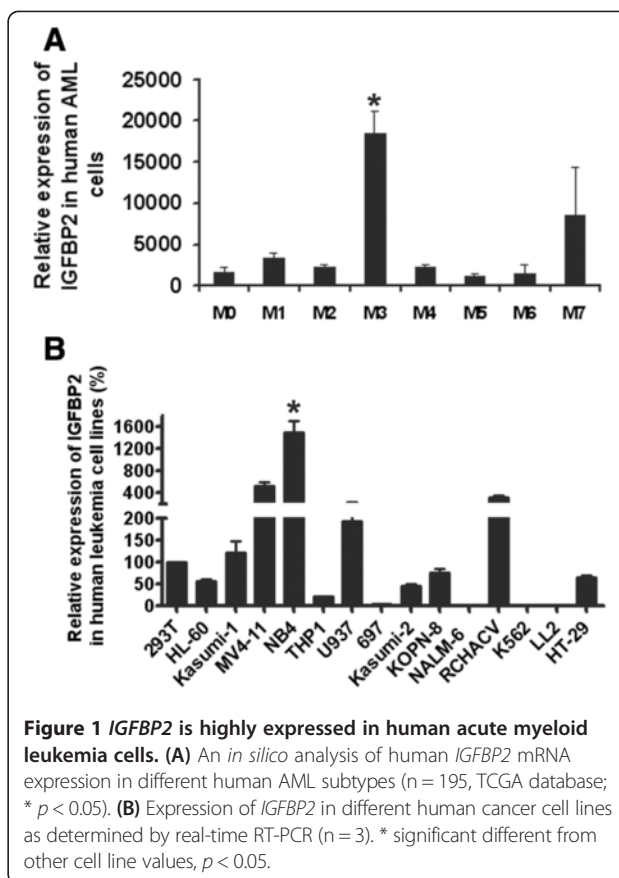 A
Relative expression of
IGFBP2 in human AML
cells
25000
20000
15000
10000
5000
0
*
M0 M1 M2 M3 M4 M5 M6 M7
B
Relative expression of IGFBP2
in human leukemia cell lines (%)
1600
1200
800
400
200
150
100
50
0
*
293T
HL-60
Kasumi-1
MV4-11
NB4
THP1
U937
697
Kasumi-2
KOPN-8
NALM-6
RCHACV
K562
LL2
HT-29
Figure 1 IGFBP2 is highly expressed in human acute myeloid
leukemia cells. (A) An in silico analysis of human IGFBP2 mRNA
expression in different human AML subtypes (n = 195, TCGA database;
* p < 0.05). (B) Expression of IGFBP2 in different human cancer cell lines
as determined by real-time RT-PCR (n = 3). * significant different from
other cell line values, p < 0.05.